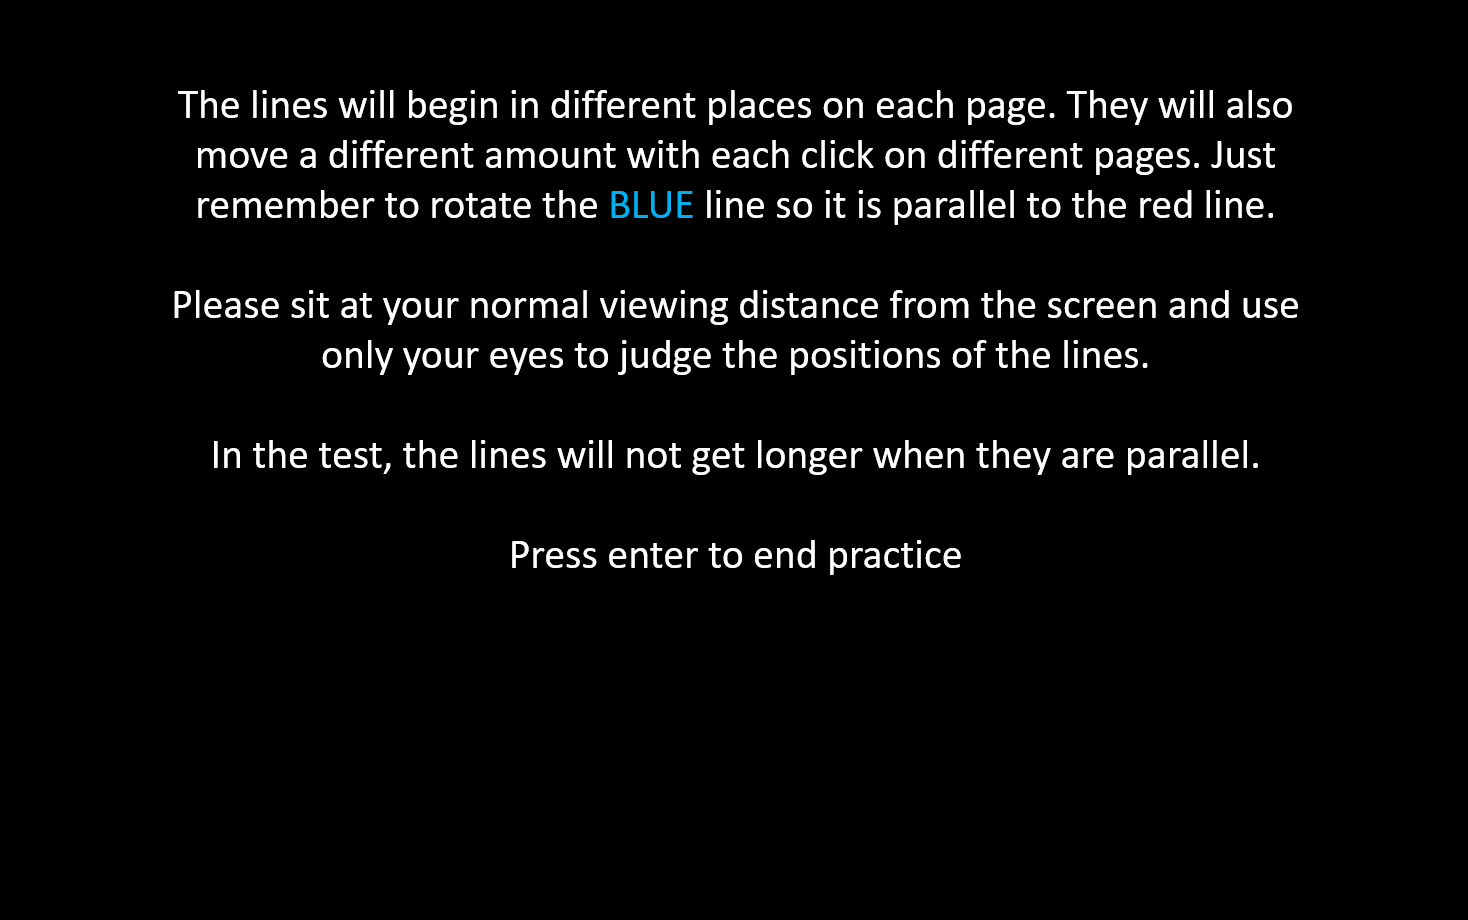 The lines will begin in different places on each page. They will also
move a different amount with each click on different pages. Just
remember to rotate the BLUE line so it is parallel to the red line.
Please sit at your normal viewing distance from the screen and use
only your eyes to judge the positions of the lines.
In the test, the lines will not get longer when they are parallel.
Press enter to end practice